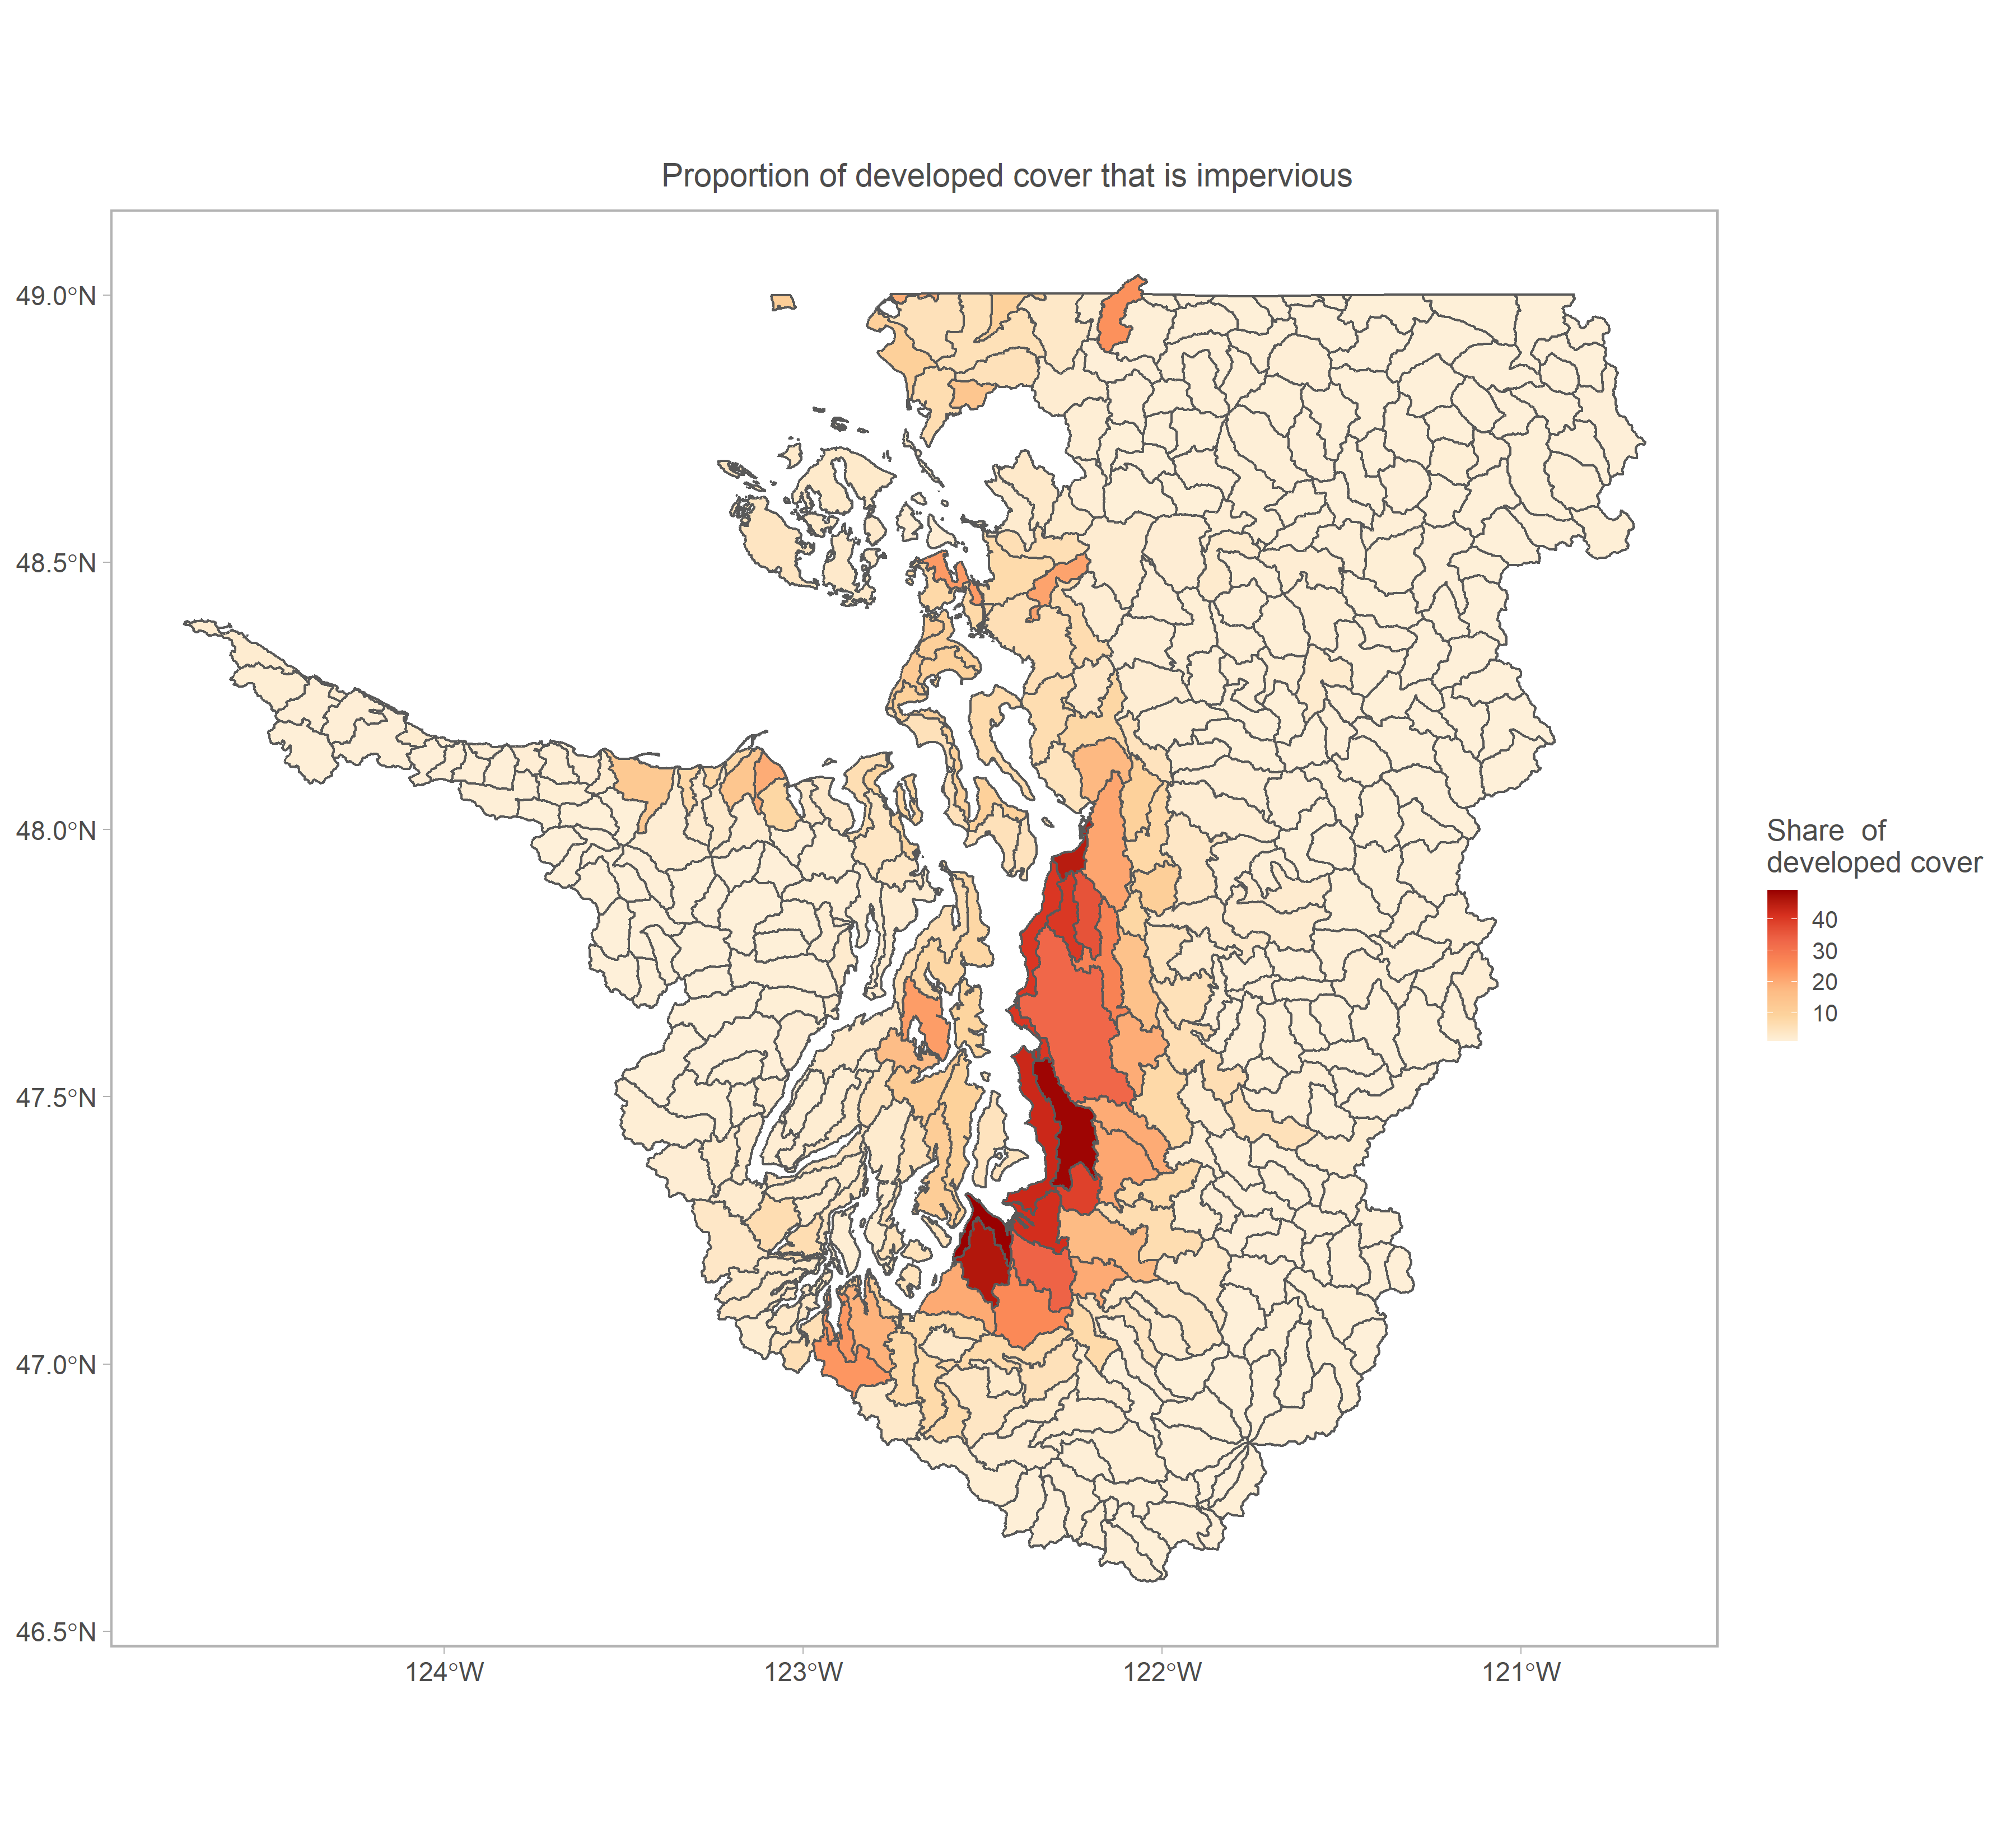 Proportion of developed cover that is impervious
49.0°N
48.5°N
48.0°N
47.5°N
47.0°N
46.5°N
124°W
123°W
122°W
121°W
Share  of
developed cover
40
30
20
10